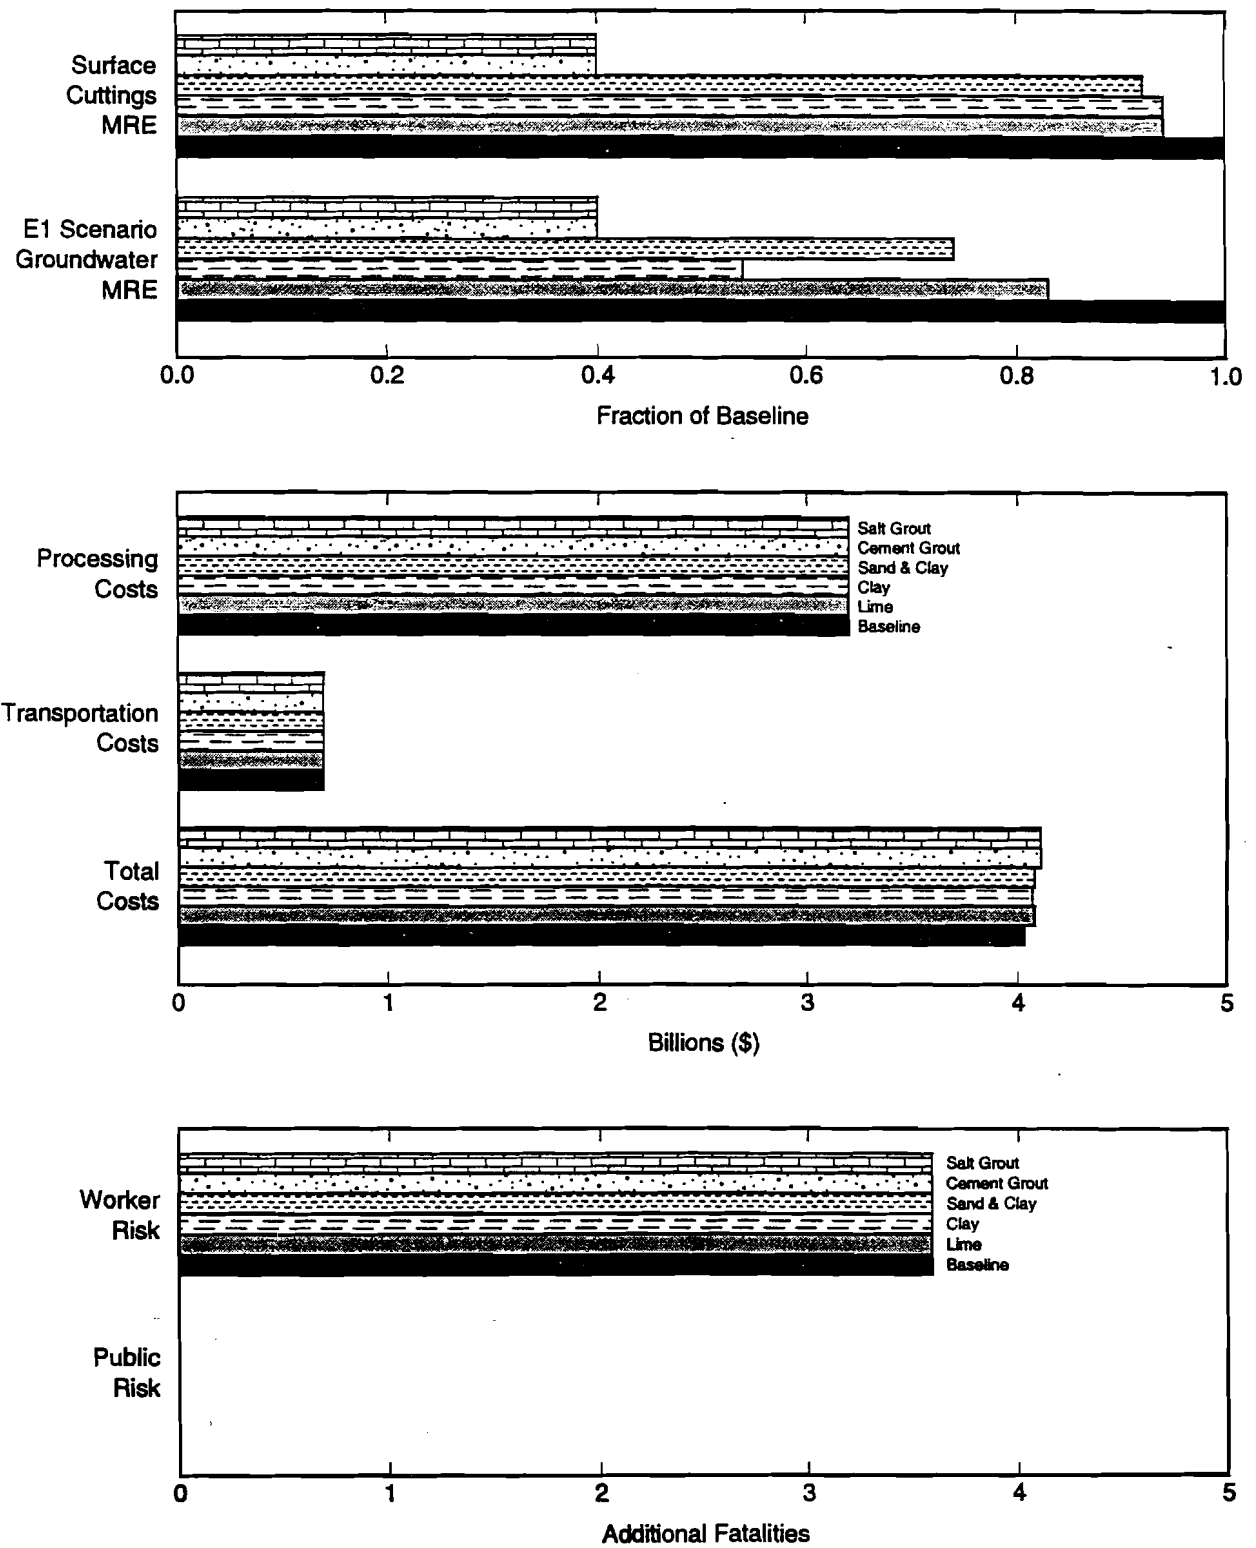 Surface
Cuttings
MRE
E1 Scenario
Groundwater
MRE
0.0 0.2 0.4 0.6 0.8 1.0
Fraction of Baseline
Processing
Costs
Salt Grout
Cement Grout
Sand & Clay
Clay
Lime
Baseline
Transportation
Costs
Total
Costs
0 1 2 3 4 5
Billions ($)
Worker
Risk
Salt Grout
Cement Grout
Sand & Clay
Clay
Lime
Baseline
Public
Risk
0 1 2 3 4 5
Additional Fatalities